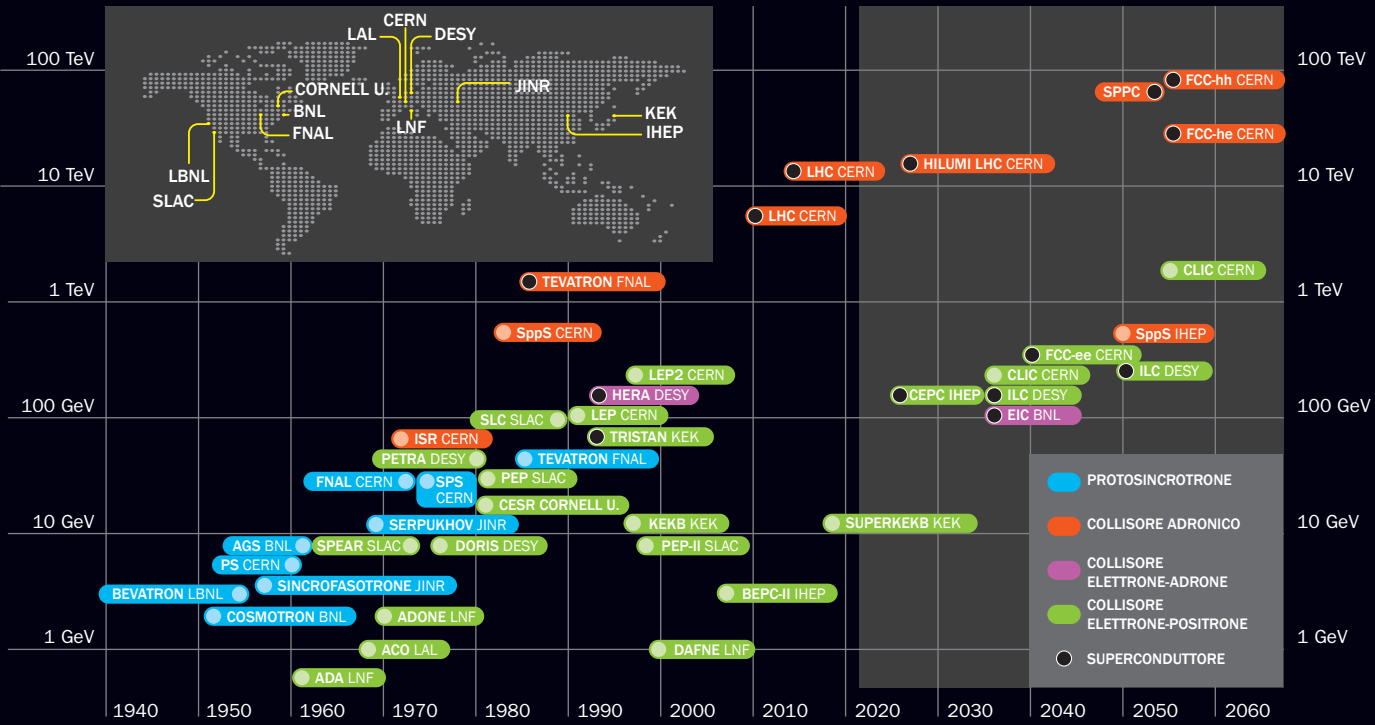 CERN
LAL
DESY
CORNELL U.
BNL
FNAL
LNF
JINR
KEK
IHEP
LBNL
SLAC
100 TeV
10 TeV
1 TeV
100 GeV
10 GeV
1 GeV
100 TeV
10 TeV
1 TeV
100 GeV
10 GeV
1 GeV
FCC-hh CERN
SPPC
FCC-he CERN
HILUMI LHC CERN
LHC CERN
LHC CERN
CLIC CERN
TEVATRON FNAL
SppS CERN
SppS IHEP
FCC-ee CERN
ILC DESY
LEP2 CERN
CLIC CERN
HERA DESY
CEPC IHEP
ILC DESY
SLC SLAC
LEP CERN
EIC BNL
ISR CERN
TRISTAN KEK
PETRA DESY
TEVATRON FNAL
FNAL CERN
SPS
CERN
PEP SLAC
CESR CORNELL U.
SERPUKHOV JINR
KEKB KEK
SUPERKEKB KEK
AGS BNL
SPEAR SLAC
DORIS DESY
PEP-II SLAC
PS CERN
SINCROFASOTRONE JINR
BEVATRON LBNL
BEPC-II IHEP
COSMOTRON BNL
ADONE LNF
ACO LAL
DAFNE LNF
ADA LNF
PROTOSINCROTRONE
COLLISORE ADRONICO
COLLISORE
ELETTRONE-ADRONE
COLLISORE
ELETTRONE-POSITRONE
SUPERCONDUTTORE
1940
1950
1960
1970
1980
1990
2000
2010
2020
2030
2040
2050
2060